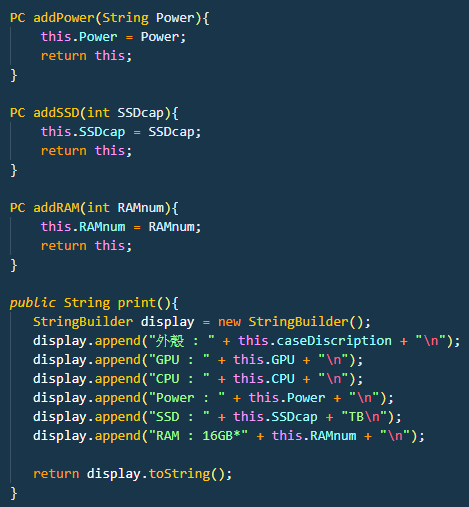 PC addPower(String Power){
    this.Power = Power;
    return this;
}

PC addSSD(int SSDcap){
    this.SSDcap = SSDcap;
    return this;
}

PC addRAM(int RAMnum){
    this.RAMnum = RAMnum;
    return this;
}

public String print(){
   StringBuilder display = new StringBuilder();
   display.append("外殼 : " + this.caseDiscription + "\n");
   display.append("GPU : " + this.GPU + "\n");
   display.append("CPU : " + this.CPU + "\n");
   display.append("Power : " + this.Power + "\n");
   display.append("SSD : " + this.SSDcap + "TB\n");
   display.append("RAM : 16GB*" + this.RAMnum + "\n");

   return display.toString();
}